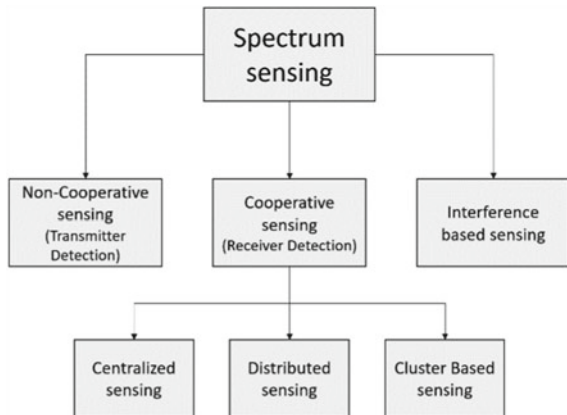 Spectrum
sensing
Non-Cooperative
sensing
(Transmitter
Detection)
Cooperative
sensing
(Receiver Detection)
Interference
based sensing
Centralized
sensing
Distributed
sensing
Cluster Based
sensing